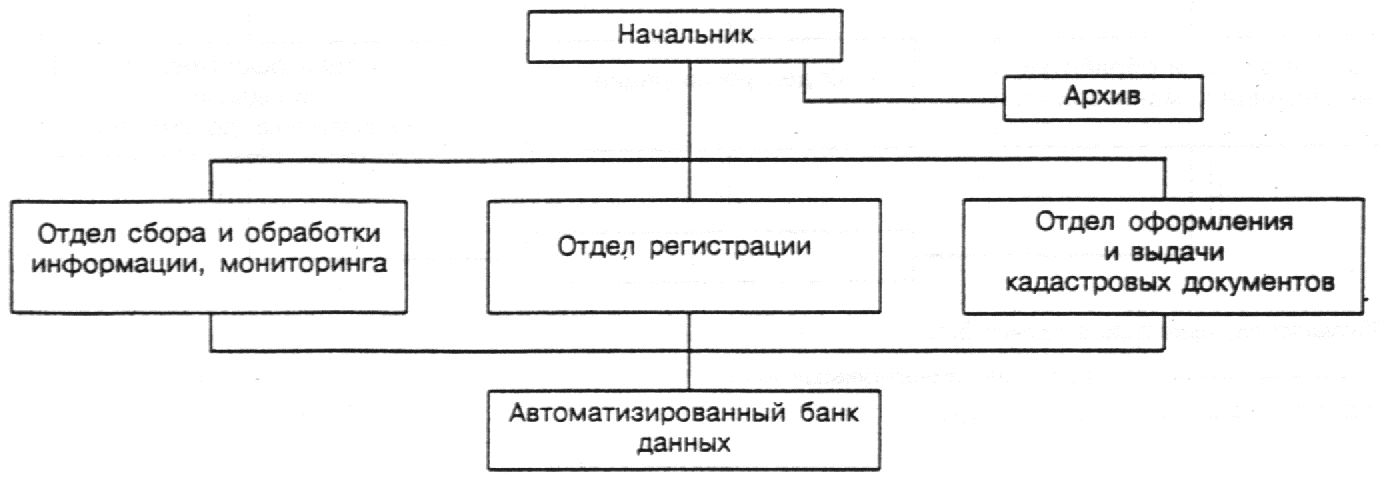 Начальник
Архив
Отдел сбора и обработки
информации, мониторинга
Отдел регистрации
Отдел оформления
и выдачи
кадастровых документов
Автоматизированный банк
данных